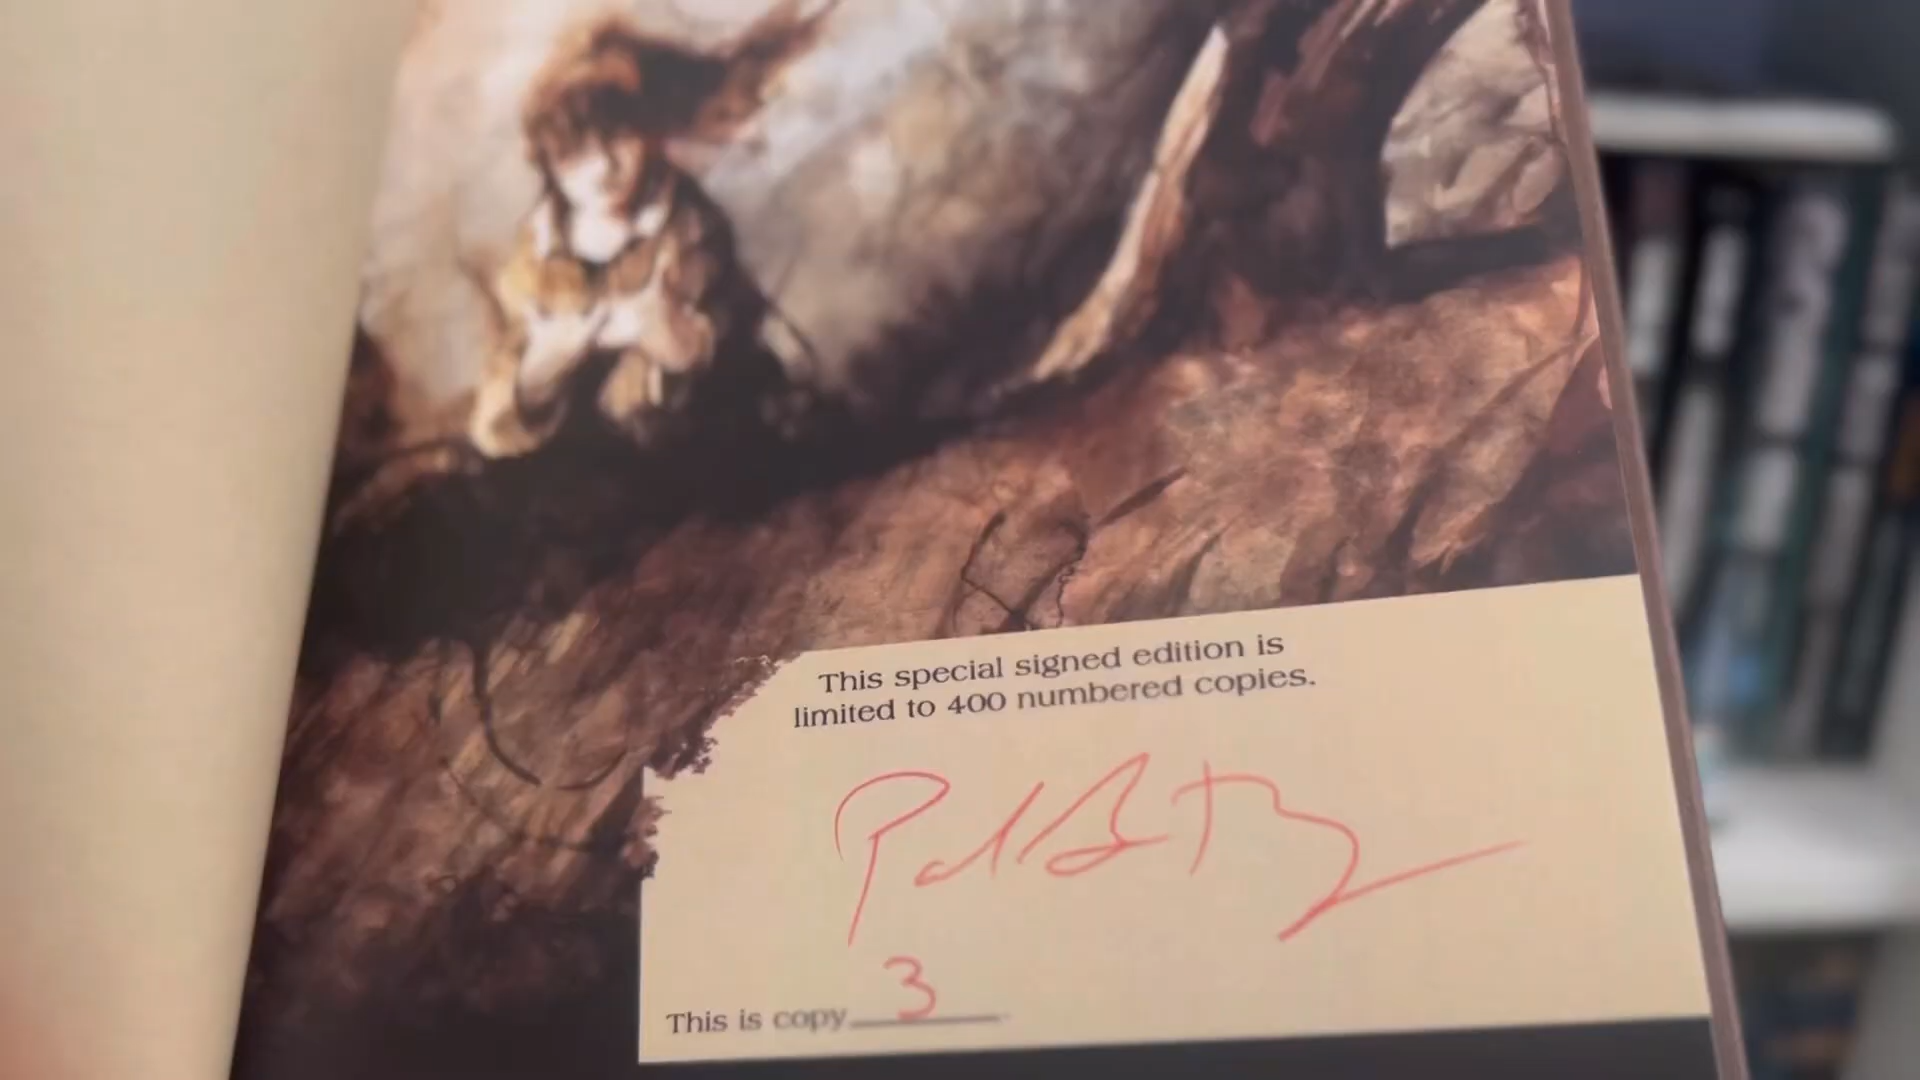 This special signed edition is
limited to 400 numbered copies.
This is copy 3